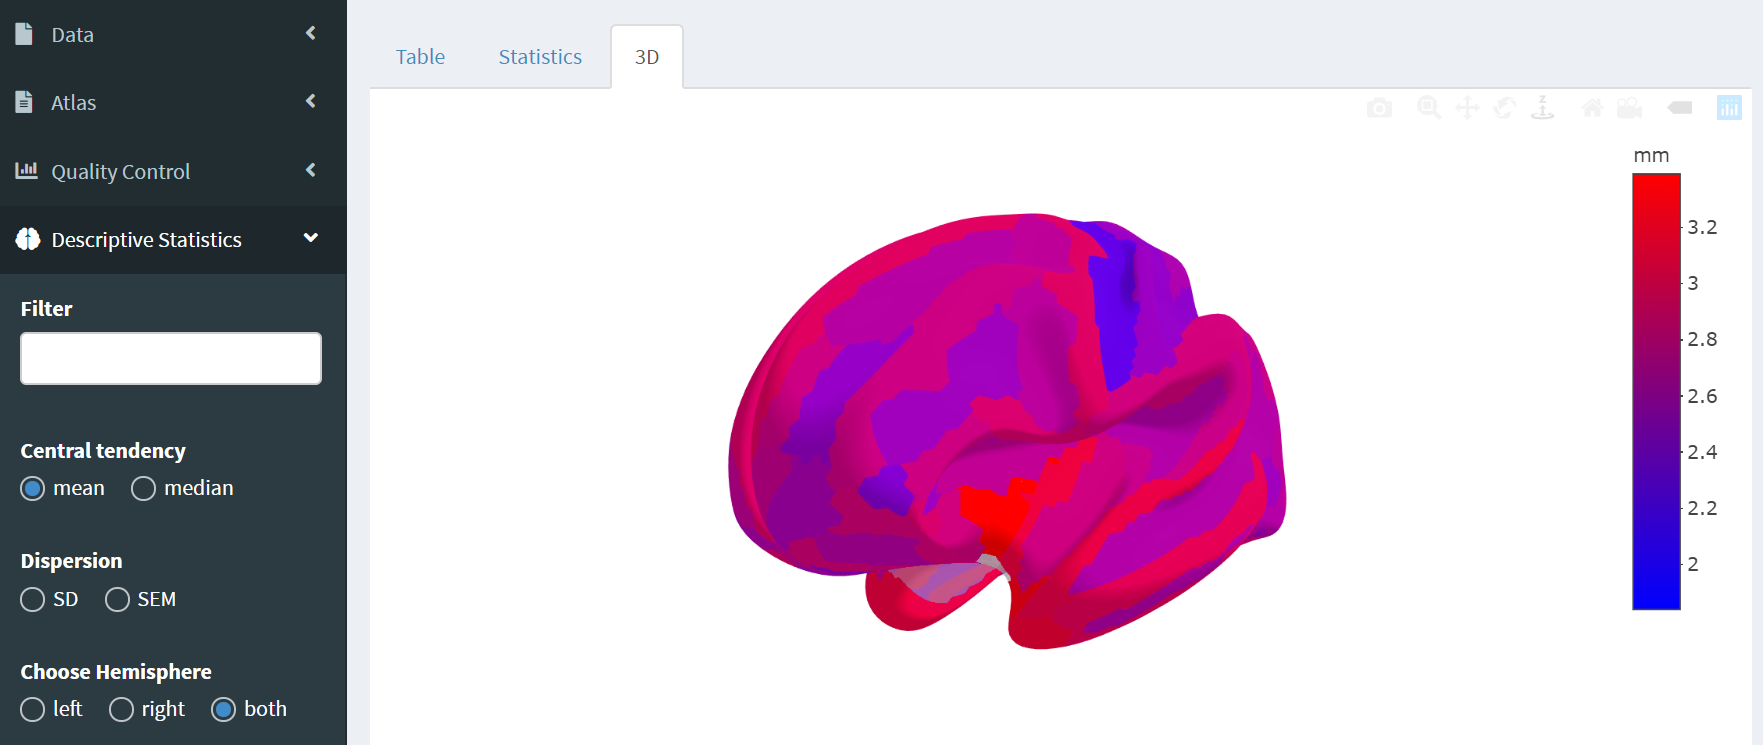 Data
Atlas
Quality Control
Descriptive Statistics
Filter
Central tendency
mean median
Dispersion
SD SEM
Choose Hemisphere
left right both
Table Statistics 3D
z
mm
3.2
3
2.8
2.6
2.4
2.2
2